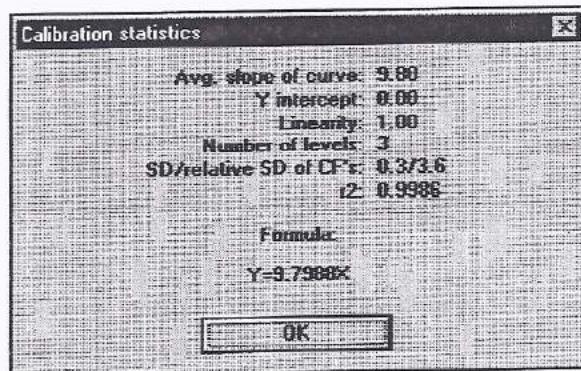 Calibration statistics
Avg. slope of curve: 9.80
Y intercept: 0.00
Linearity: 1.00
Number of levels: 3
SD/relative SD of CF's: 0.3/3.6
r2: 0.9986
Formula:
Y=9.7988X
OK